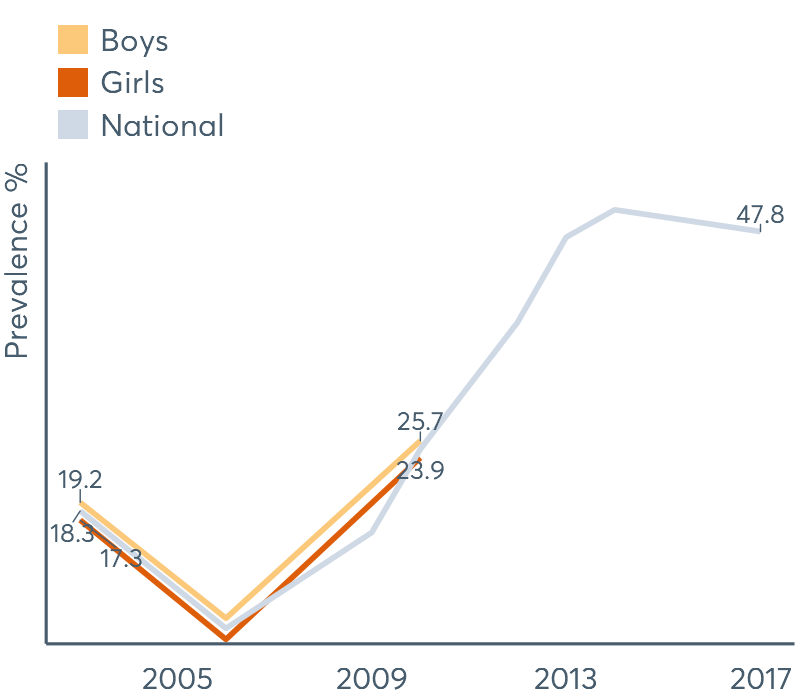 Boys
Girls
National
Prevalence %
47.8
25.7
23.9
19.2
18.3
17.3
2005 2009 2013 2017